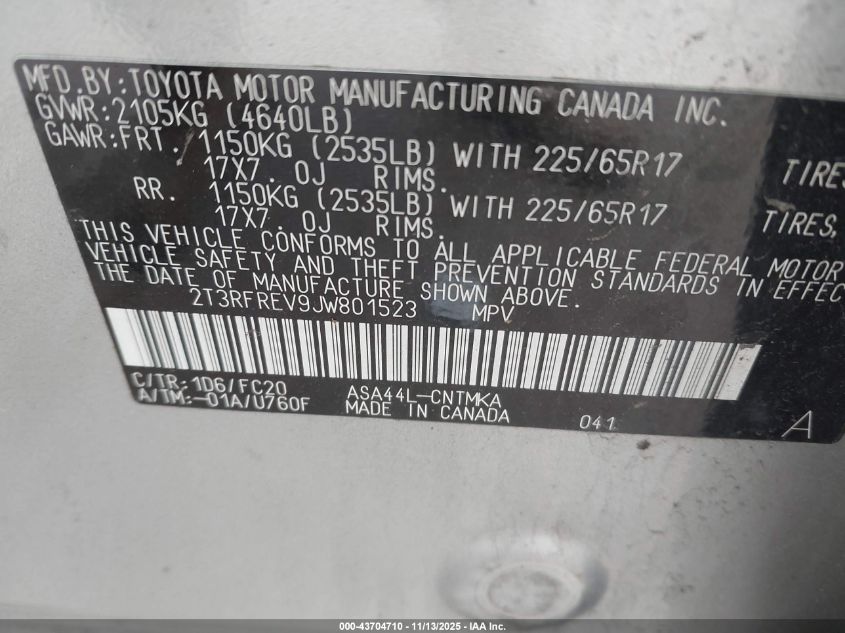 MFD.BY:TOYOTA MOTOR MANUFACTURING CANADA INC.
GVWR:2105KG (4640LB)
GAWR:FRT. 1150KG (2535LB) WITH 225/65R17 TIRES
17X7.0J RIMS.
RR. 1150KG (2535LB) WITH 225/65R17 TIRES,
17X7.0J RIMS.
THIS VEHICLE CONFORMS TO ALL APPLICABLE FEDERAL MOTOR
VEHICLE SAFETY AND THEFT PREVENTION STANDARDS IN EFFEC
THE DATE OF MANUFACTURE SHOWN ABOVE.
2T3RFREV9JW801523 MPV
C/TR:1D6/FC20 ASA44L-CNTMKA
A/TM:-01A/U760F MADE IN CANADA 041 A
000-43704710 - 11/13/2025 - IAA Inc.